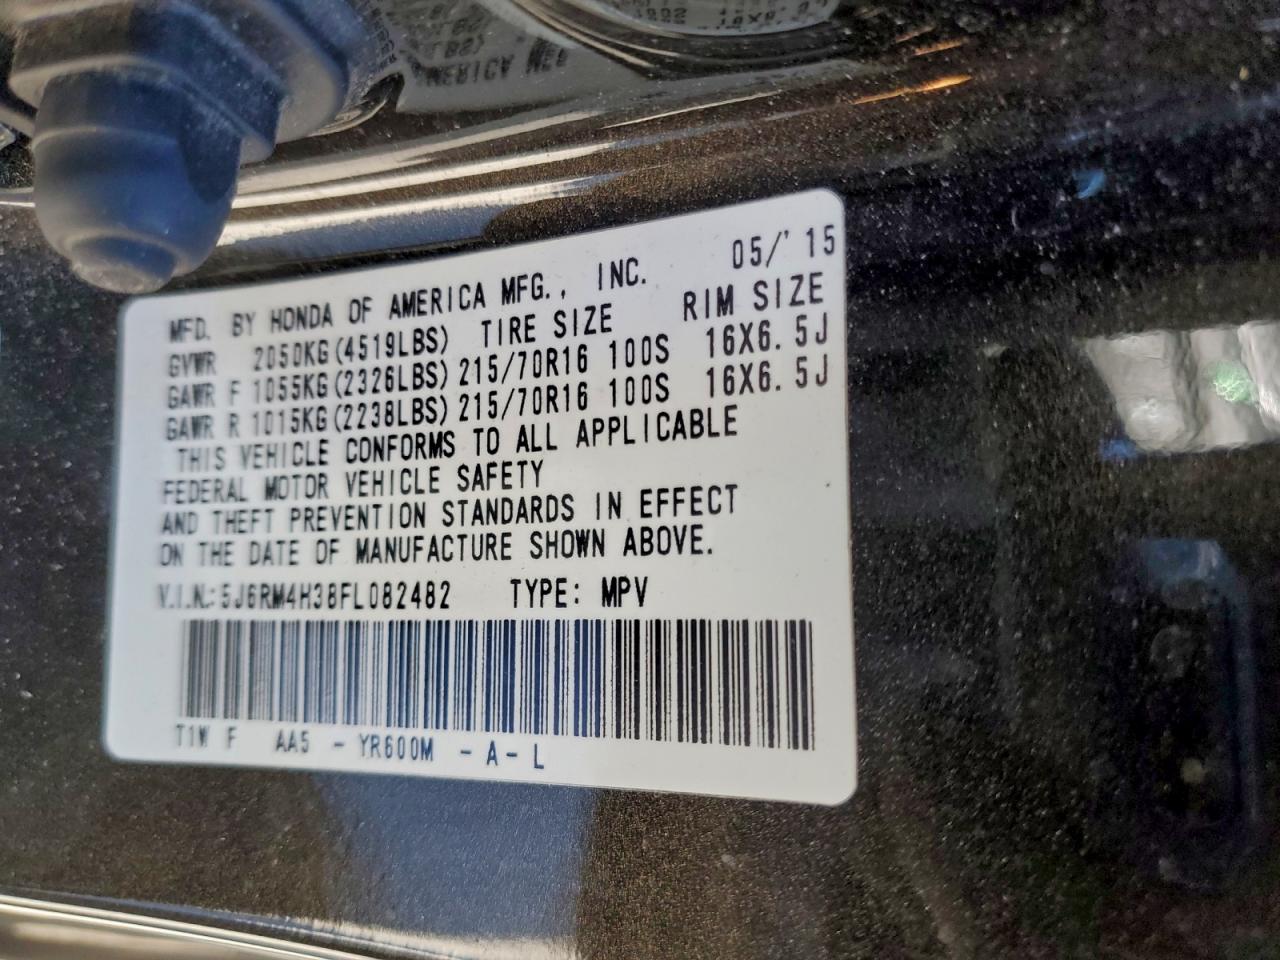 MFD. BY HONDA OF AMERICA MFG., INC. 05/'15
GVWR 2050KG(4519LBS) TIRE SIZE RIM SIZE
GAWR F 1055KG(2326LBS) 215/70R16 100S 16X6.5J
GAWR R 1015KG(2238LBS) 215/70R16 100S 16X6.5J
THIS VEHICLE CONFORMS TO ALL APPLICABLE
FEDERAL MOTOR VEHICLE SAFETY
AND THEFT PREVENTION STANDARDS IN EFFECT
ON THE DATE OF MANUFACTURE SHOWN ABOVE.
V.I.N.: 5J6RM4H38FL082482 TYPE: MPV
T1W F AA5 - YR600M - A - L